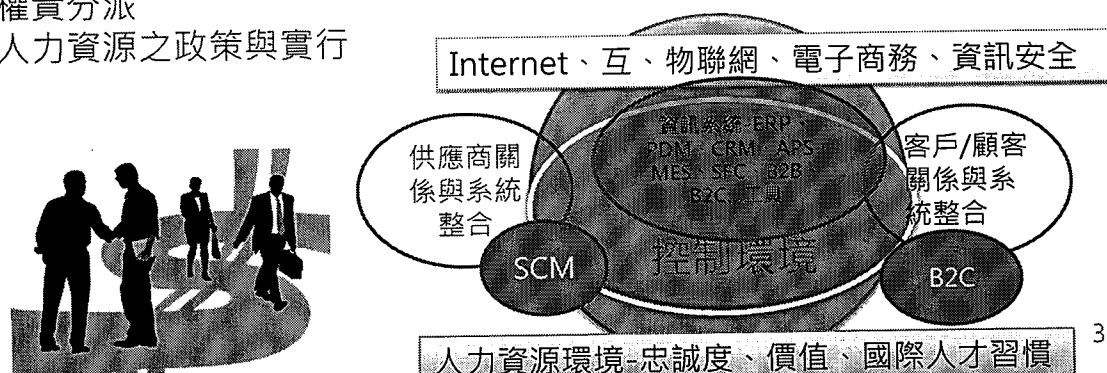 權責分派
人力資源之政策與實行
Internet、互、物聯網、電子商務、資訊安全
資訊系統-ERP、
PDM、CRM、APS
MES、SFC、B2B、
B2C…工具
供應商關
係與系統
整合
客戶/顧客
關係與系
統整合
控制環境
SCM
B2C
人力資源環境-忠誠度、價值、國際人才習慣
3